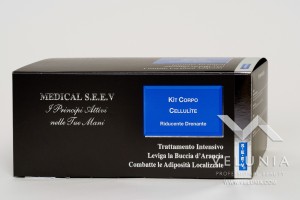 MEDICAL S.E.E.V
I Principi Attivi
nelle Tue Mani
KIT CORPO
CELLULITE
Riducente Drenante
Trattamento Intensivo
Leviga la Buccia d'Arancia
Combatte le Adiposità Localizzate
VETUNIA